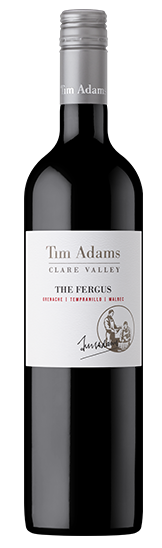 Tim Adams
Tim Adams
CLARE VALLEY
THE FERGUS
GRENACHE | TEMPRANILLO | MALBEC